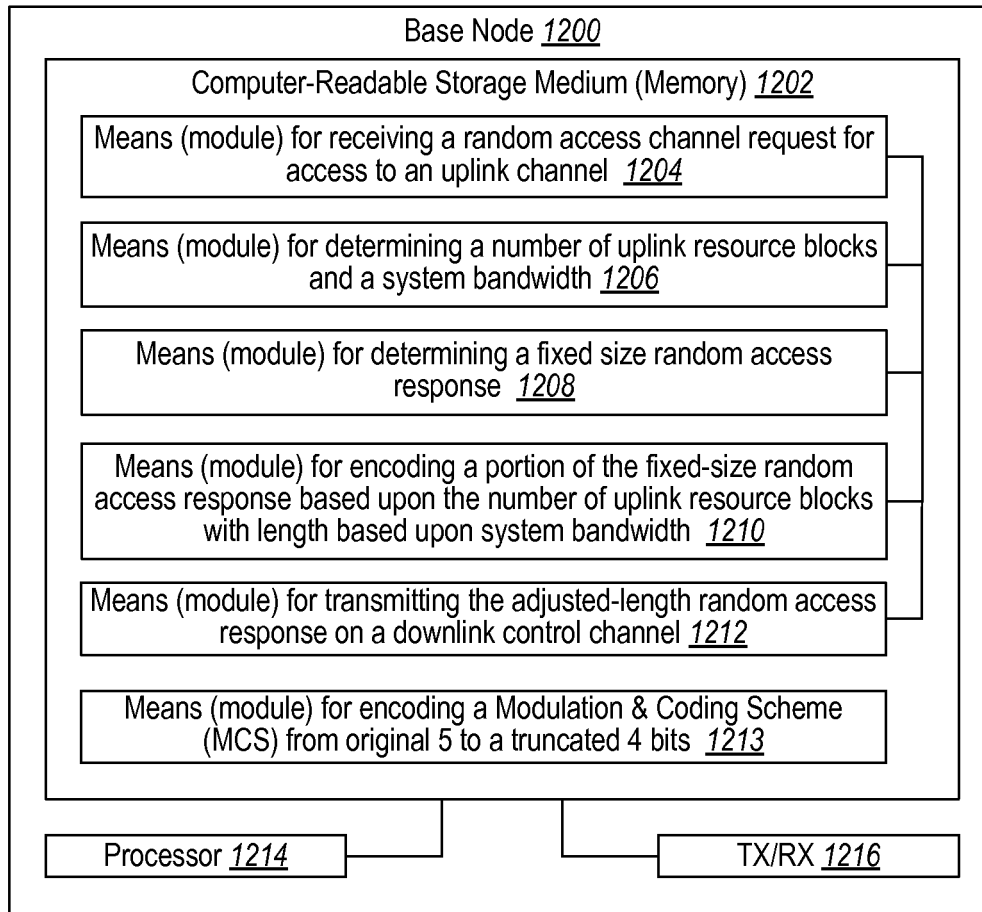 Base Node 1200
Computer-Readable Storage Medium (Memory) 1202
Means (module) for receiving a random access channel request for
access to an uplink channel 1204
Means (module) for determining a number of uplink resource blocks
and a system bandwidth 1206
Means (module) for determining a fixed size random access
response 1208
Means (module) for encoding a portion of the fixed-size random
access response based upon the number of uplink resource blocks
with length based upon system bandwidth 1210
Means (module) for transmitting the adjusted-length random access
response on a downlink control channel 1212
Means (module) for encoding a Modulation & Coding Scheme
(MCS) from original 5 to a truncated 4 bits 1213
Processor 1214
TX/RX 1216